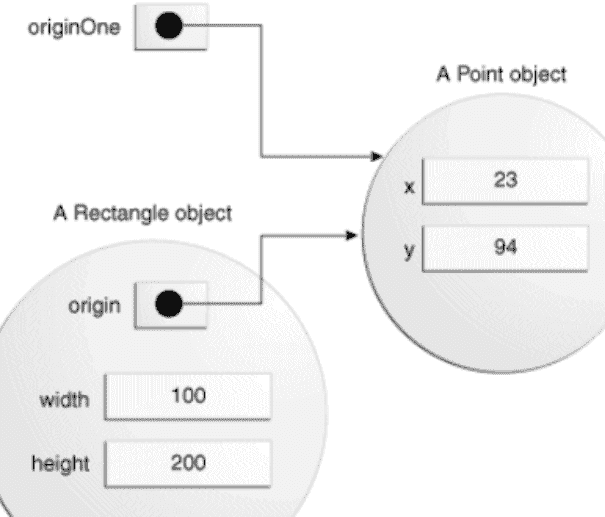 originOne
A Point object
x 23
y 94
A Rectangle object
origin
width 100
height 200